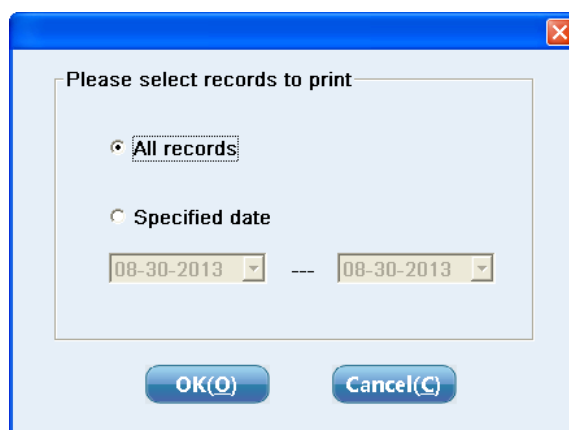 Please select records to print
All records
Specified date
08-30-2013 --- 08-30-2013
OK(O) Cancel(C)